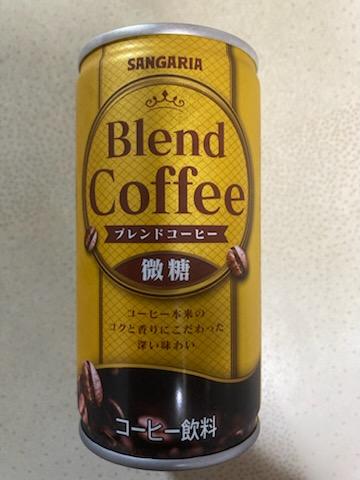 SANGARIA
Blend
Coffee
ブレンドコーヒー
微糖
コーヒー本来の
コクと香りにこだわった
深い味わい
コーヒー飲料